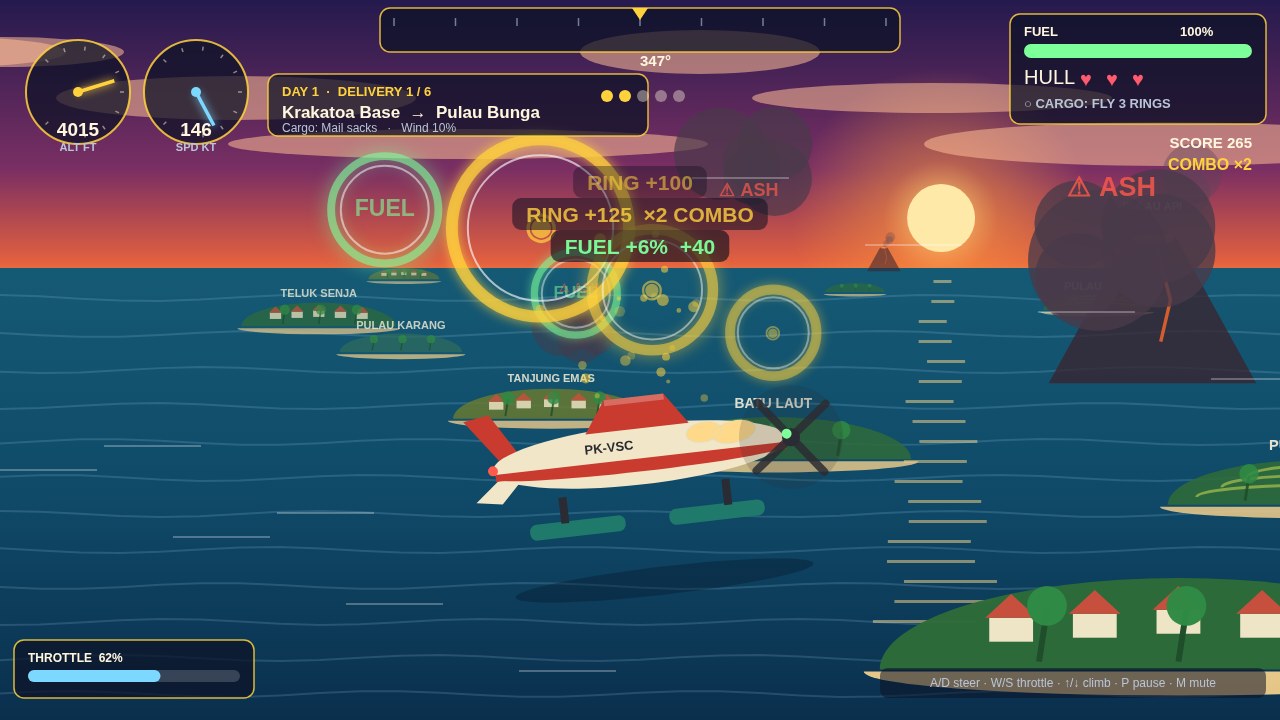 347°
FUEL 100%
HULL
○ CARGO: FLY 3 RINGS
4015
ALT FT
146
SPD KT
DAY 1 · DELIVERY 1 / 6
Krakatoa Base → Pulau Bunga
Cargo: Mail sacks · Wind 10%
SCORE 265
COMBO ×2
⚠ ASH
⚠ ASH
RING +100
RING +125 ×2 COMBO
FUEL +6% +40
FUEL
FUEL
TELUK SENJA
PULAU KARANG
PULAU
TANJUNG EMAS
BATU LAUT
PK-VSC
THROTTLE 62%
A/D steer · W/S throttle · ↑/↓ climb · P pause · M mute